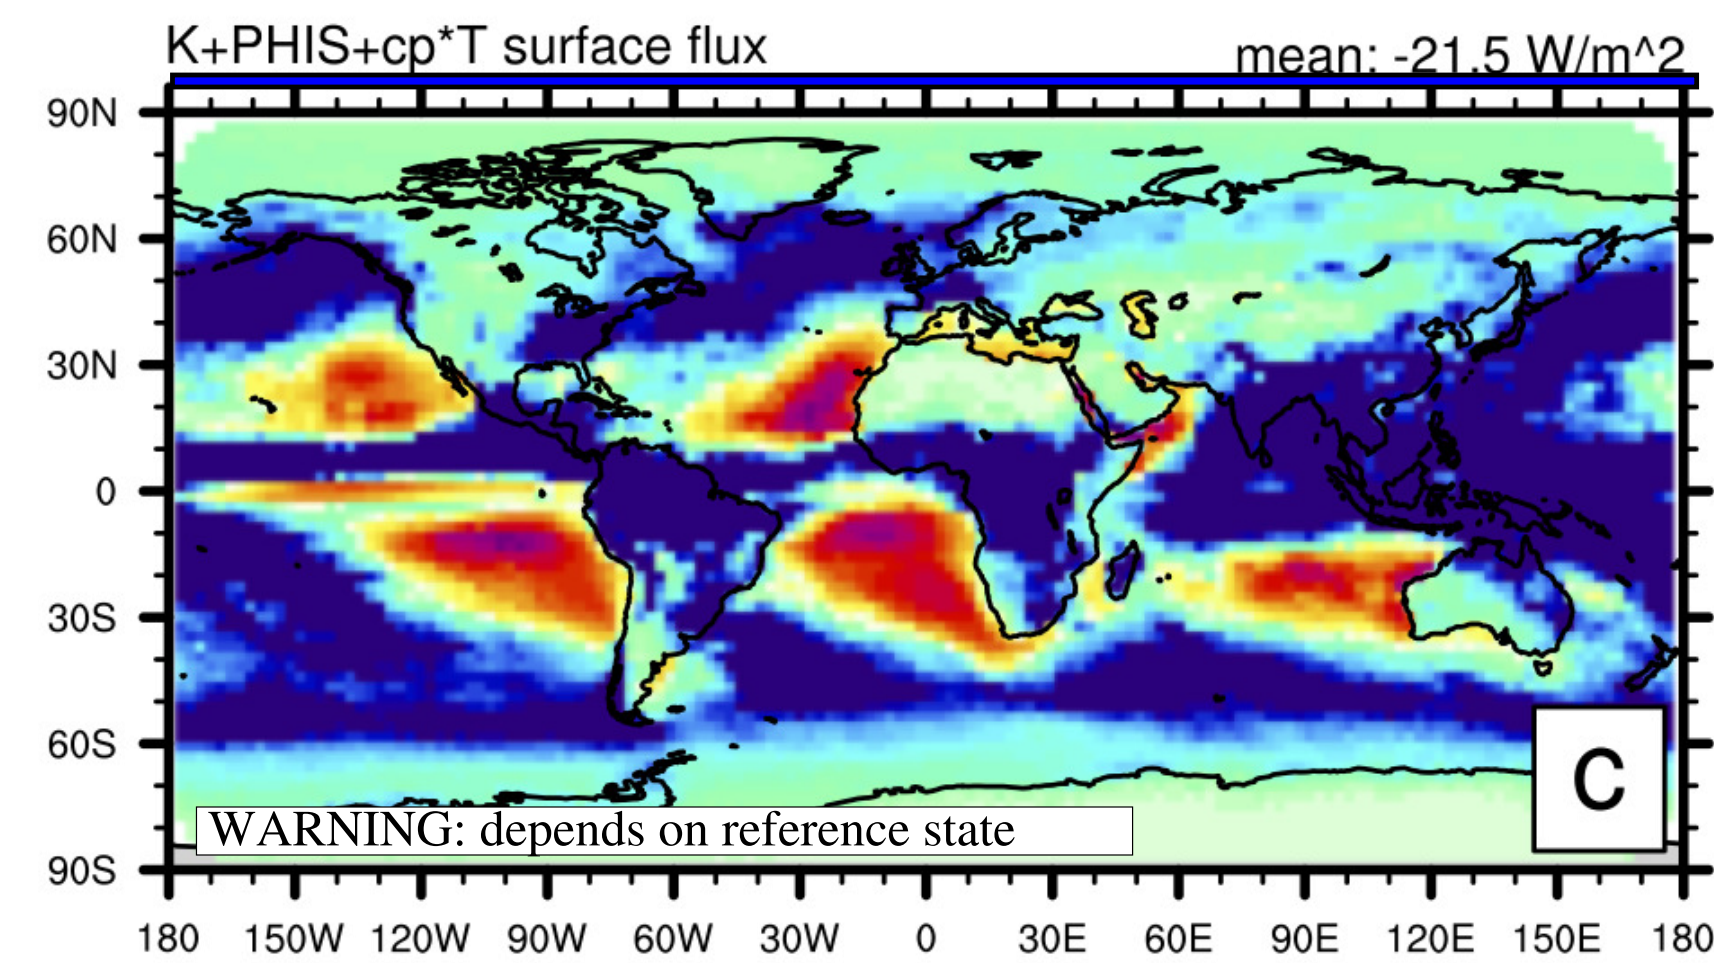 K+PHIS+cp*T surface flux
mean: -21.5 W/m^2
90N
60N
30N
0
30S
60S
90S
C
WARNING: depends on reference state
180 150W 120W 90W 60W 30W 0 30E 60E 90E 120E 150E 180